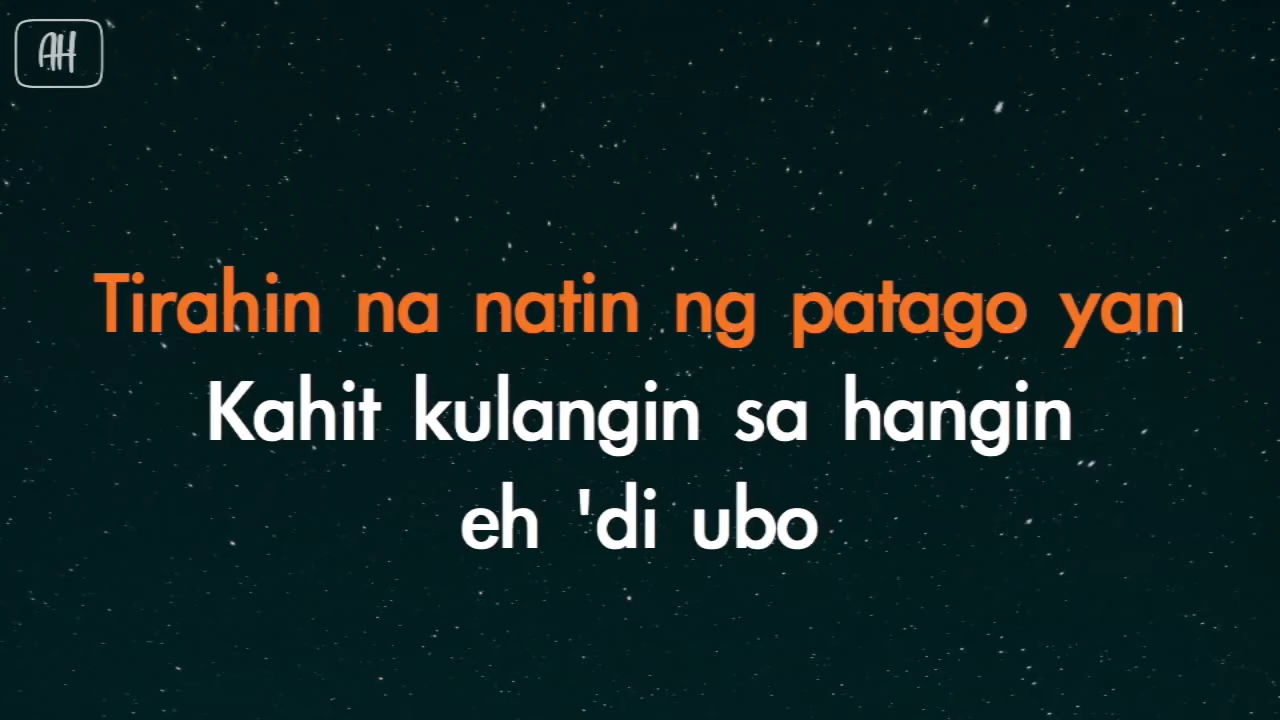 AH
Tirahin na natin ng patago yan
Kahit kulangin sa hangin
eh 'di ubo